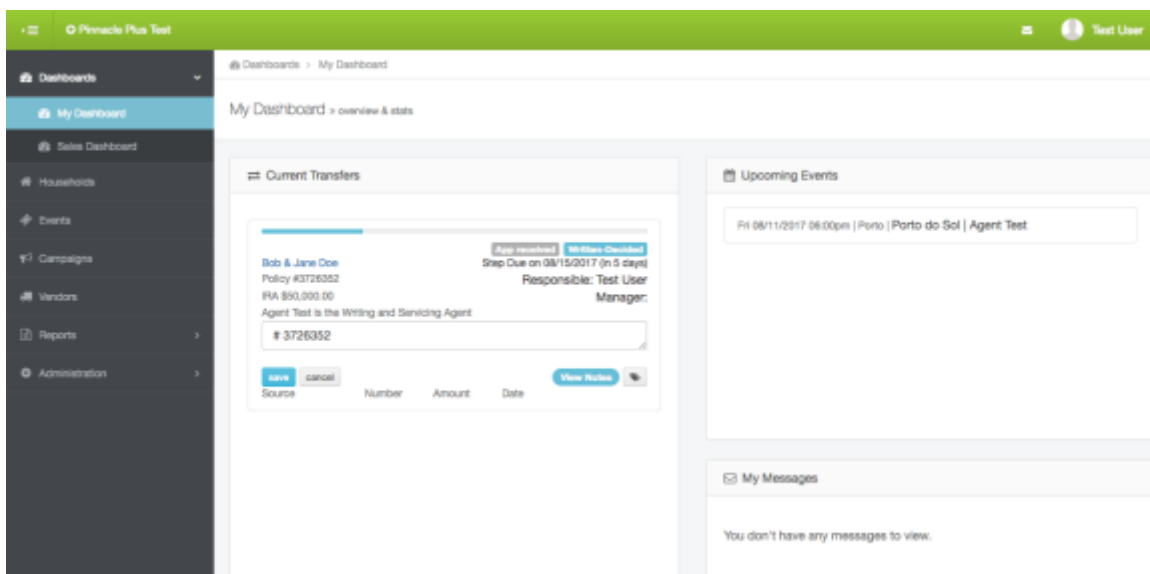 Pinnacle Plus Test
Test User
Dashboards
My Dashboard
Sales Dashboard
Households
Events
Campaigns
Vendors
Reports
Administration
Dashboards > My Dashboard
My Dashboard » overview & stats
Current Transfers
App received Written-Decided
Bob & Jane Doe Step Due on 08/15/2017 (in 5 days)
Policy #3726352 Responsible: Test User
IRA $50,000.00 Manager:
Agent Test is the Writing and Servicing Agent
# 3726352
save cancel View Notes
Source Number Amount Date
Upcoming Events
Fri 08/11/2017 06:00pm | Porto | Porto do Sol | Agent Test
My Messages
You don't have any messages to view.